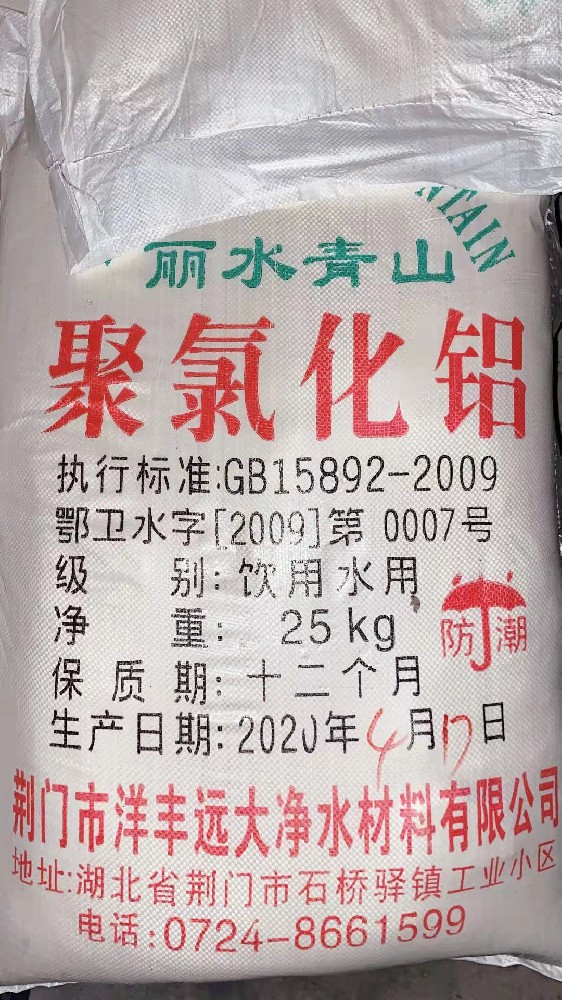 NTAIN
丽水青山
聚氯化铝
执行标准:GB15892-2009
鄂卫水字[2009]第 0007号
级 别: 饮用水用
净 重: 25 kg
保 质 期: 十二个月
生产日期: 2020年4月17日
防潮
荆门市洋丰远大净水材料有限公司
地址:湖北省荆门市石桥驿镇工业小区
电话:0724-8661599